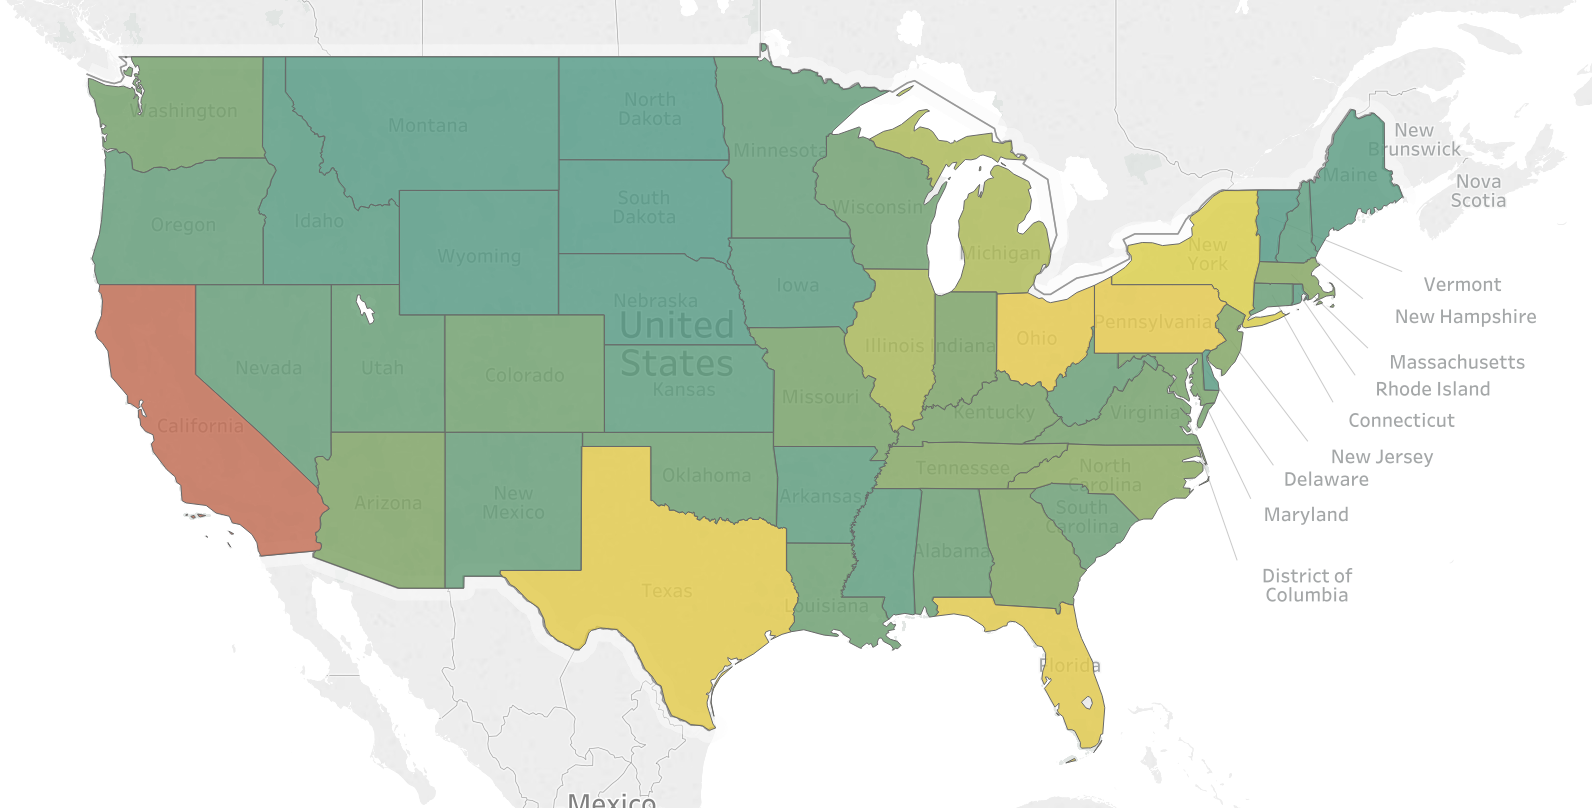 Washington
Montana
North
Dakota
Minnesota
New
Brunswick
Maine
Nova
Scotia
Oregon
Idaho
South
Dakota
Wisconsin
Michigan
New
York
Wyoming
Nebraska
Iowa
Vermont
New Hampshire
United
States
Nevada
Utah
Colorado
Kansas
Illinois
Indiana
Ohio
Pennsylvania
Massachusetts
Rhode Island
Connecticut
California
Missouri
Kentucky
Virginia
New Jersey
Delaware
Maryland
Arizona
New
Mexico
Oklahoma
Arkansas
Tennessee
North
Carolina
South
Carolina
Alabama
District of
Columbia
Texas
Louisiana
Florida
Mexico